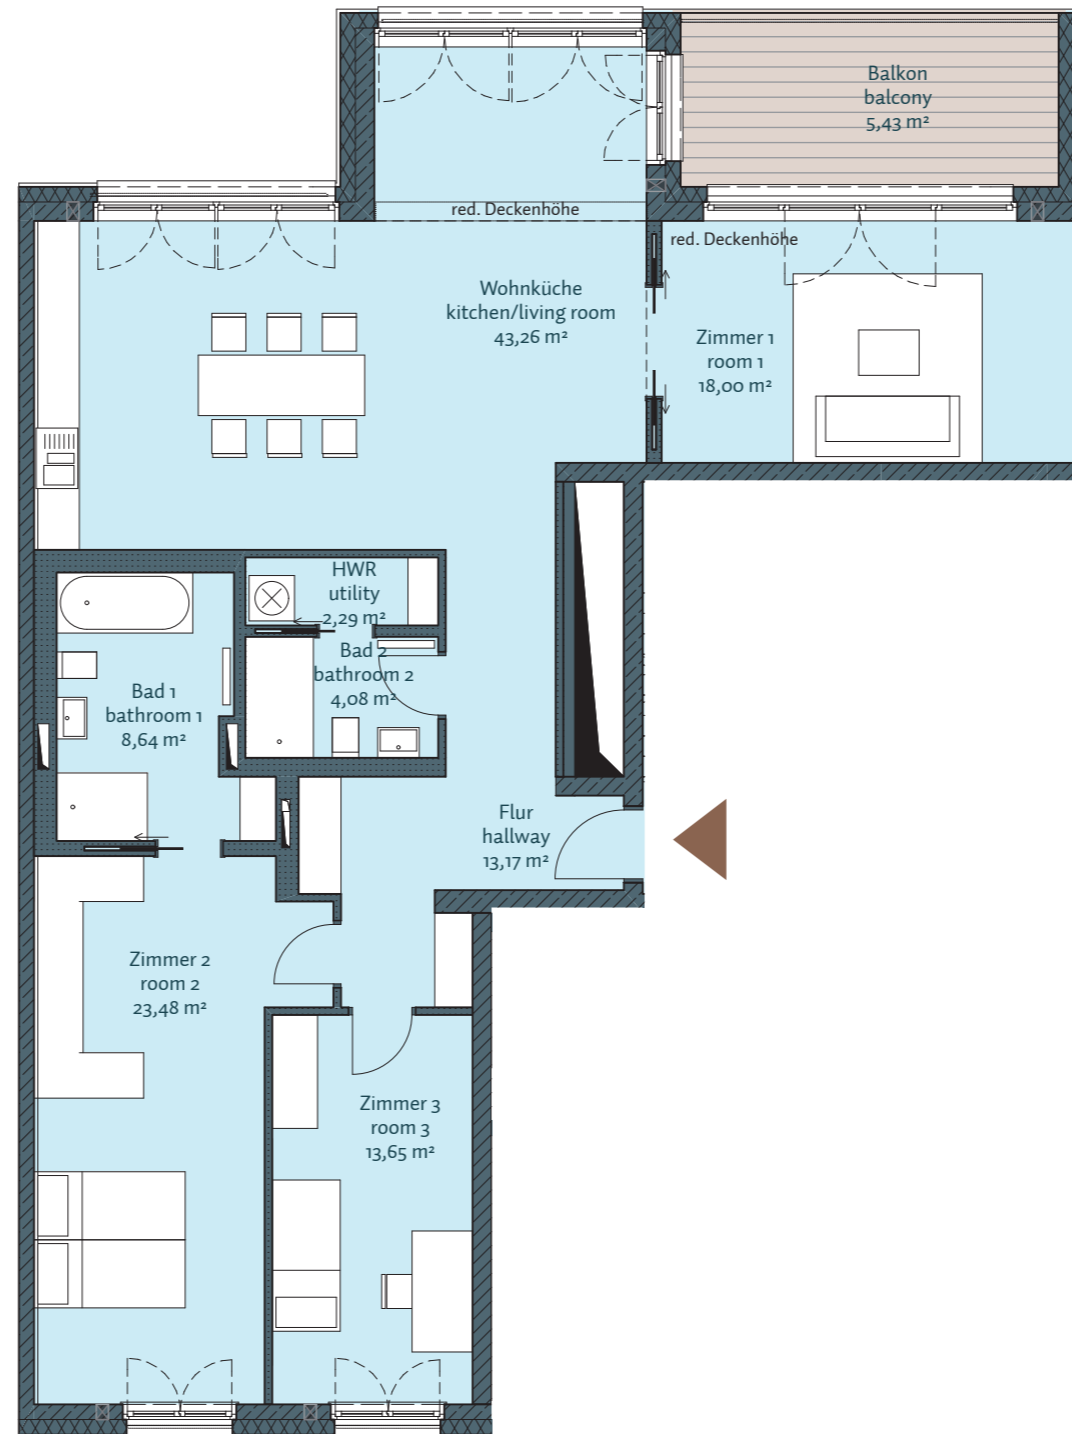 Balkon
balcony
5,43 m²
red. Deckenhöhe
red. Deckenhöhe
Wohnküche
kitchen/living room
43,26 m²
Zimmer 1
room 1
18,00 m²
HWR
utility
2,29 m²
Bad 2
bathroom 2
4,08 m²
Bad 1
bathroom 1
8,64 m²
Flur
hallway
13,17 m²
Zimmer 2
room 2
23,48 m²
Zimmer 3
room 3
13,65 m²